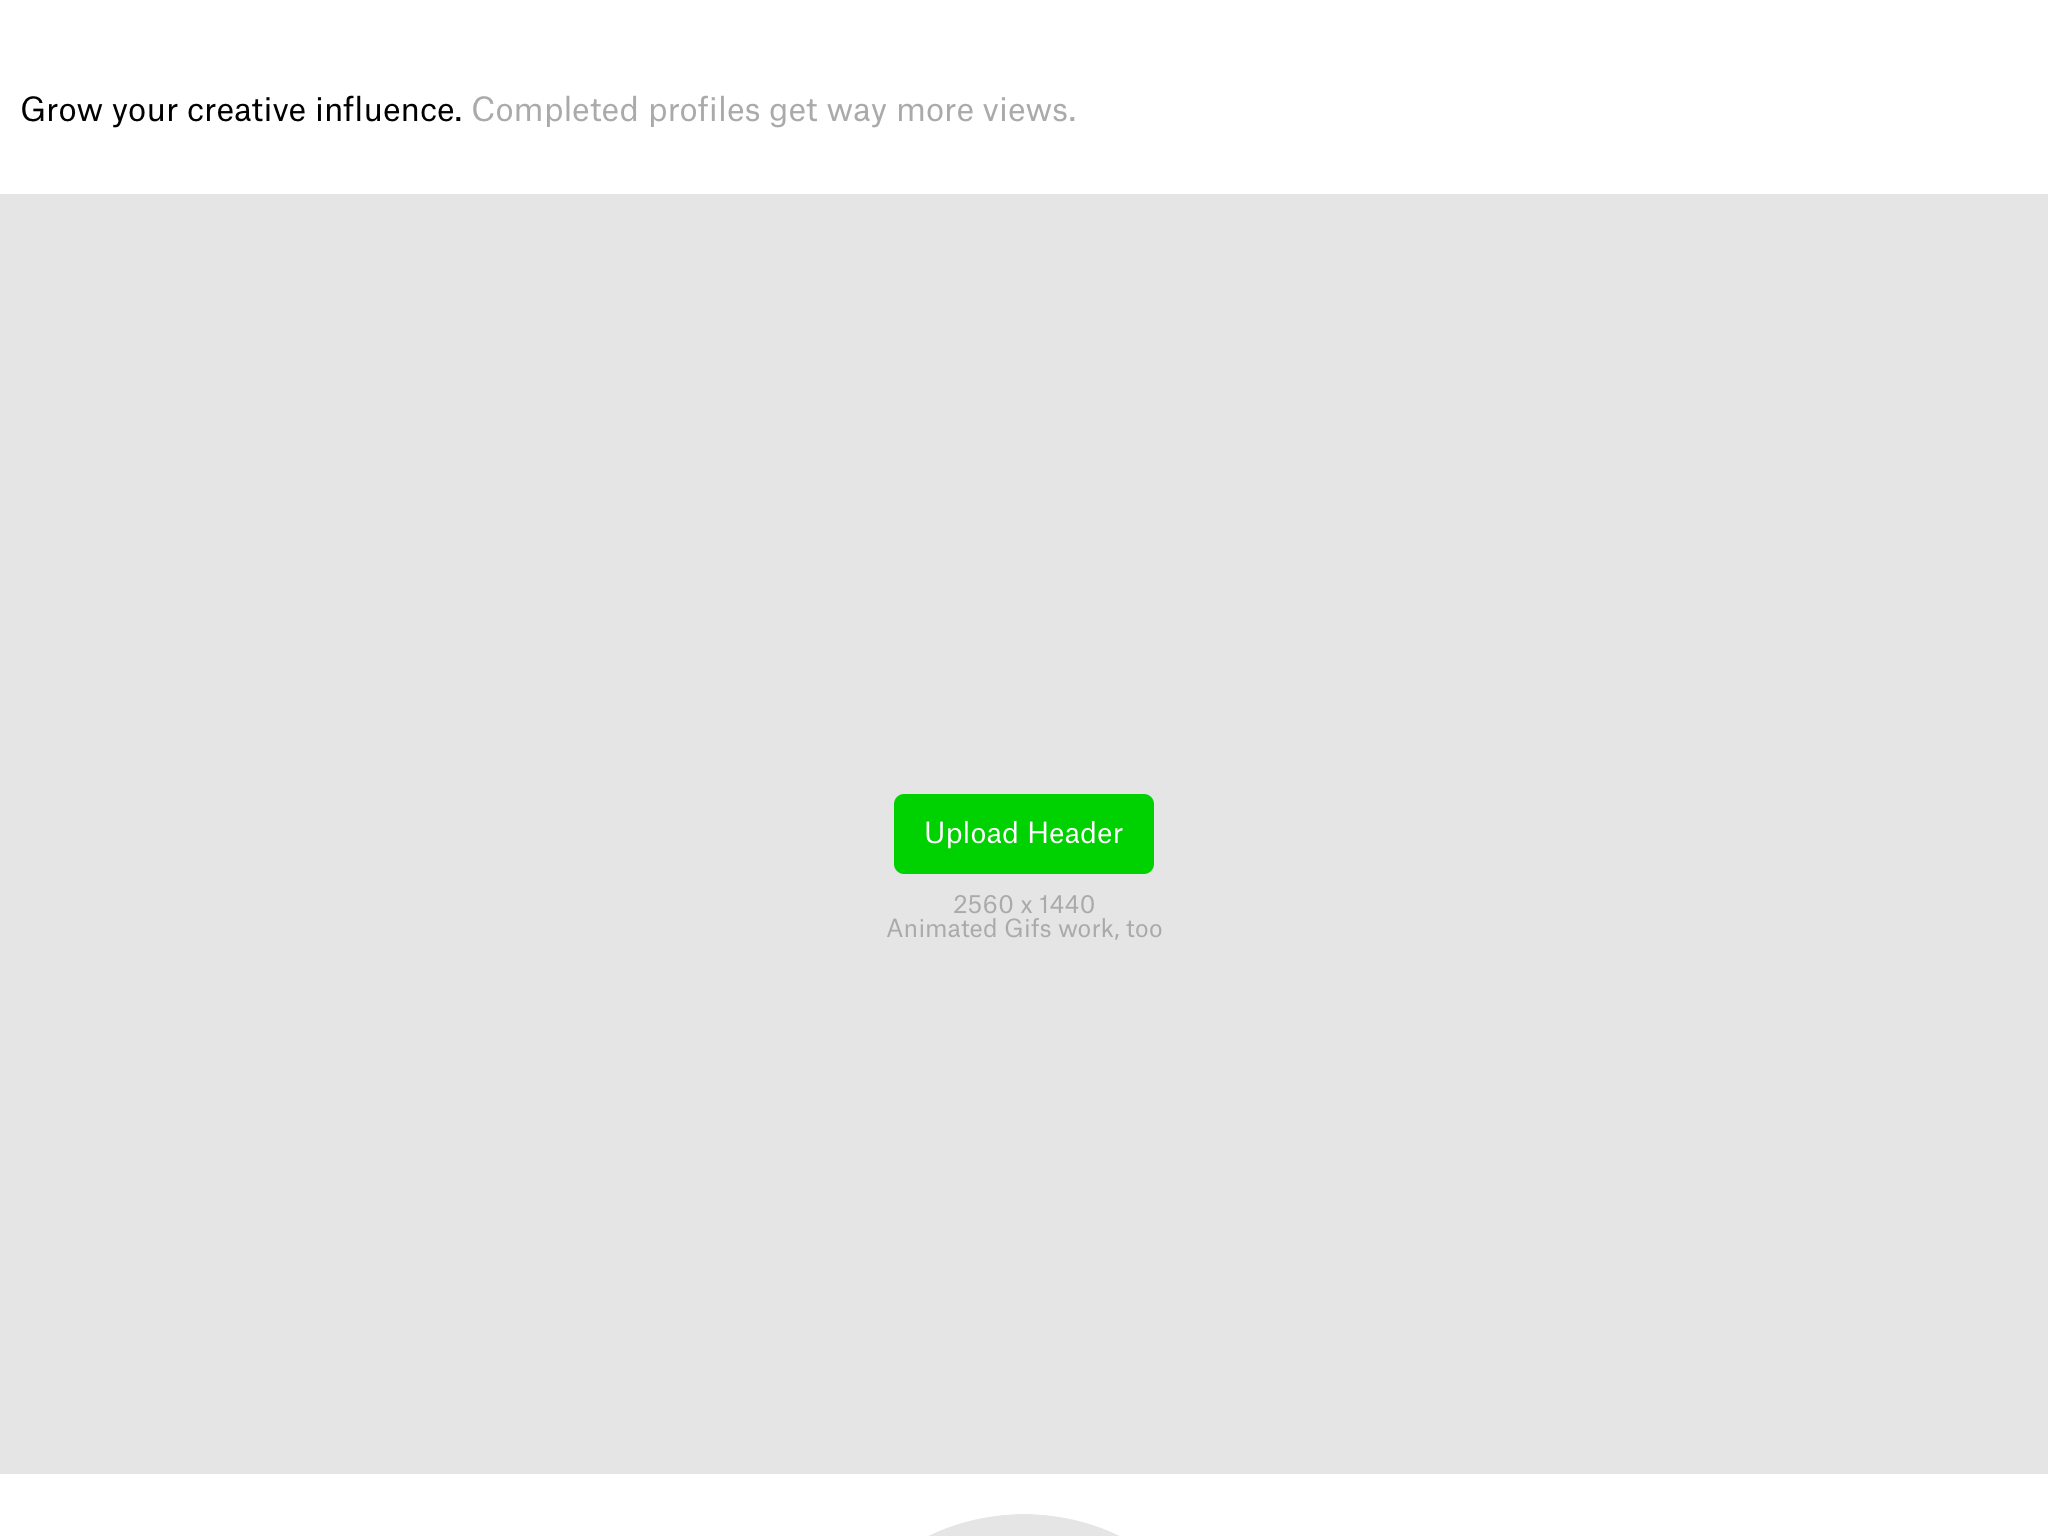 Grow your creative influence. Completed profiles get way more views.
Upload Header
2560 x 1440
Animated Gifs work, too